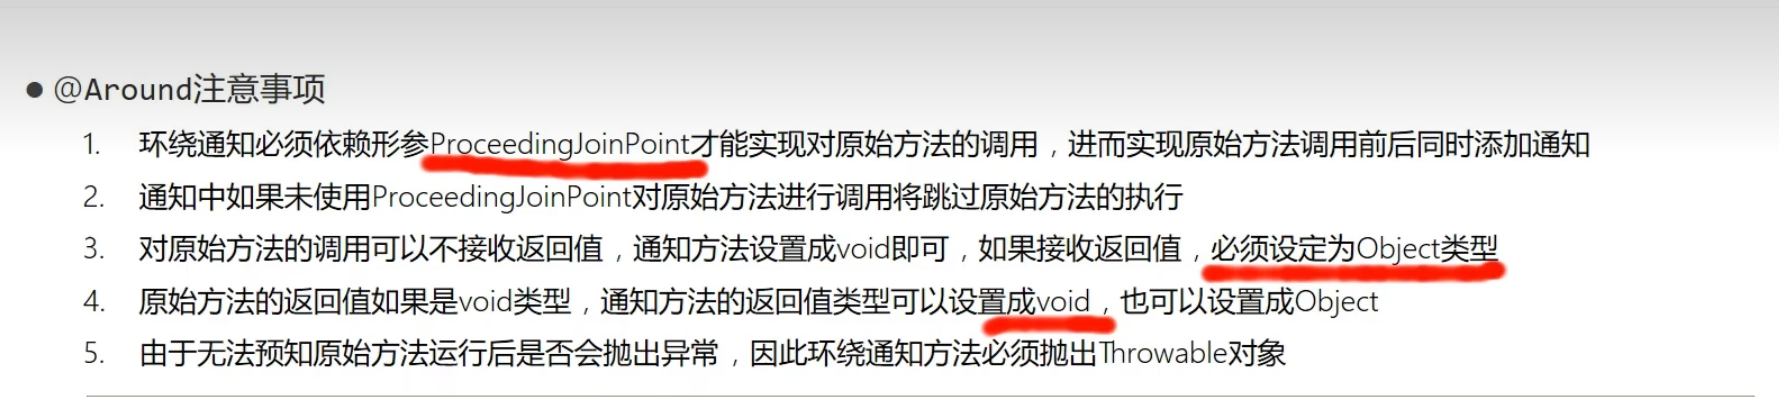 ● @Around注意事项
1. 环绕通知必须依赖形参ProceedingJoinPoint才能实现对原始方法的调用，进而实现原始方法调用前后同时添加通知
2. 通知中如果未使用ProceedingJoinPoint对原始方法进行调用将跳过原始方法的执行
3. 对原始方法的调用可以不接收返回值，通知方法设置成void即可，如果接收返回值，必须设定为Object类型
4. 原始方法的返回值如果是void类型，通知方法的返回值类型可以设置成void，也可以设置成Object
5. 由于无法预知原始方法运行后是否会抛出异常，因此环绕通知方法必须抛出Throwable对象